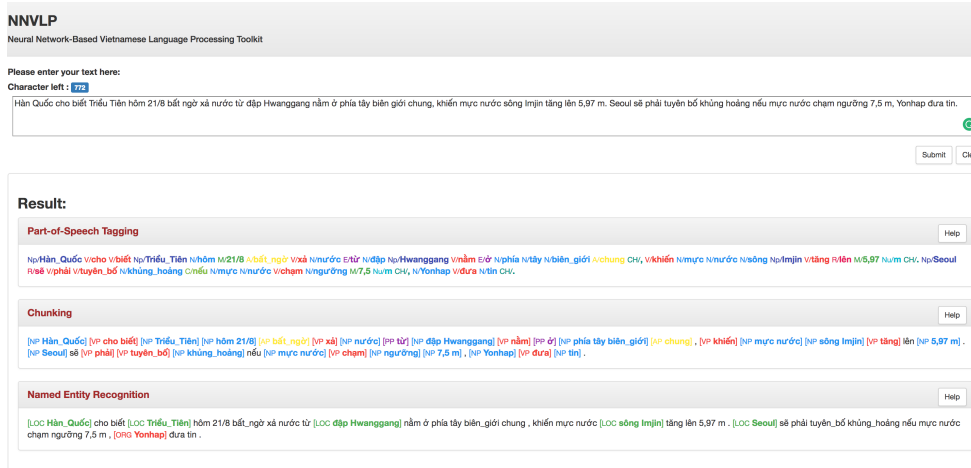 NNVLP
Neural Network-Based Vietnamese Language Processing Toolkit
Please enter your text here:
Character left : 772
Hàn Quốc cho biết Triều Tiên hôm 21/8 bất ngờ xả nước từ đập Hwanggang nằm ở phía tây biên giới chung, khiến mực nước sông Imjin tăng lên 5,97 m. Seoul sẽ phải tuyên bố khủng hoảng nếu mực nước chạm ngưỡng 7,5 m, Yonhap đưa tin.
Submit Cle
Result:
Part-of-Speech Tagging Help
Np/Hàn_Quốc V/cho V/biết Np/Triều_Tiên N/hôm M/21/8 A/bất_ngờ V/xả N/nước E/từ N/đập Np/Hwanggang V/nằm E/ở N/phía N/tây N/biên_giới A/chung CH/, V/khiến N/mực N/nước N/sông Np/Imjin V/tăng R/lên M/5,97 Nu/m CH/. Np/Seoul
R/sẽ V/phải V/tuyên_bố N/khủng_hoảng C/nếu N/mực N/nước V/chạm N/ngưỡng M/7,5 Nu/m CH/, N/Yonhap V/đưa N/tin CH/.
Chunking Help
[NP Hàn_Quốc] [VP cho biết] [NP Triều_Tiên] [NP hôm 21/8] [AP bất_ngờ] [VP xả] [NP nước] [PP từ] [NP đập Hwanggang] [VP nằm] [PP ở] [NP phía tây biên_giới] [AP chung] , [VP khiến] [NP mực nước] [NP sông Imjin] [VP tăng] lên [NP 5,97 m] .
[NP Seoul] sẽ [VP phải] [VP tuyên_bố] [NP khủng_hoảng] nếu [NP mực nước] [VP chạm] [NP ngưỡng] [NP 7,5 m] , [NP Yonhap] [VP đưa] [NP tin] .
Named Entity Recognition Help
[LOC Hàn_Quốc] cho biết [LOC Triều_Tiên] hôm 21/8 bất_ngờ xả nước từ [LOC đập Hwanggang] nằm ở phía tây biên_giới chung , khiến mực nước [LOC sông Imjin] tăng lên 5,97 m . [LOC Seoul] sẽ phải tuyên_bố khủng_hoảng nếu mực nước
chạm ngưỡng 7,5 m , [ORG Yonhap] đưa tin .